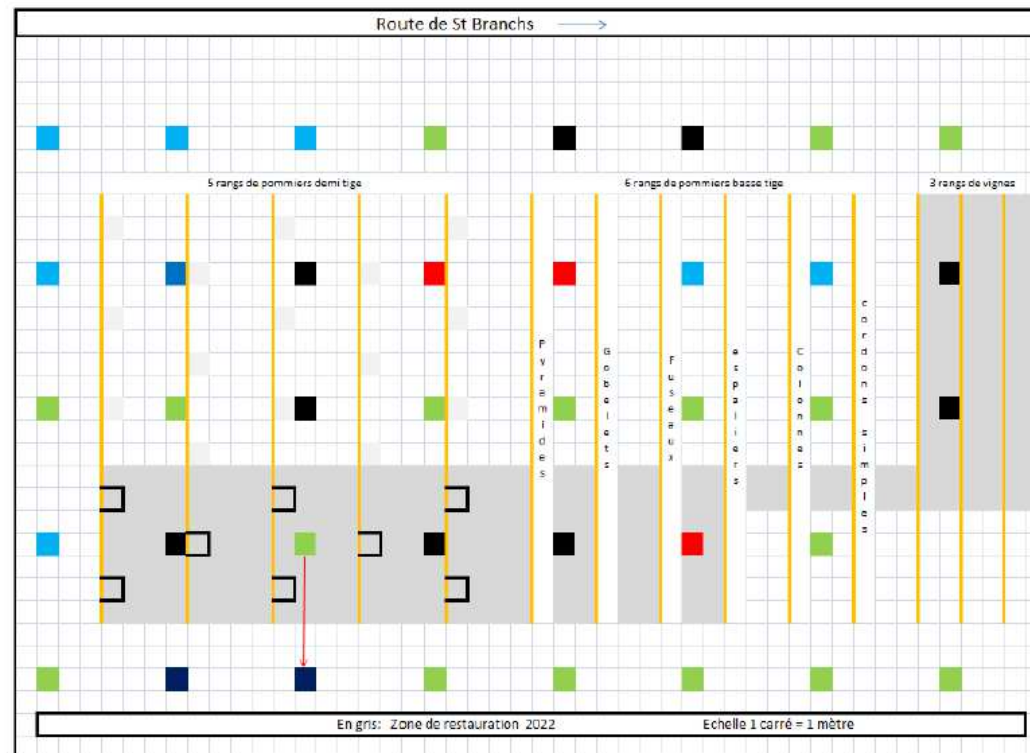 Route de St Branchs
5 rangs de pommiers demi tige
6 rangs de pommiers basse tige
3 rangs de vignes
Pyramides
Gobelets
Fuseaux
espaliers
Colonnes
cordons simples
En gris: Zone de restauration 2022
Echelle 1 carré = 1 mètre